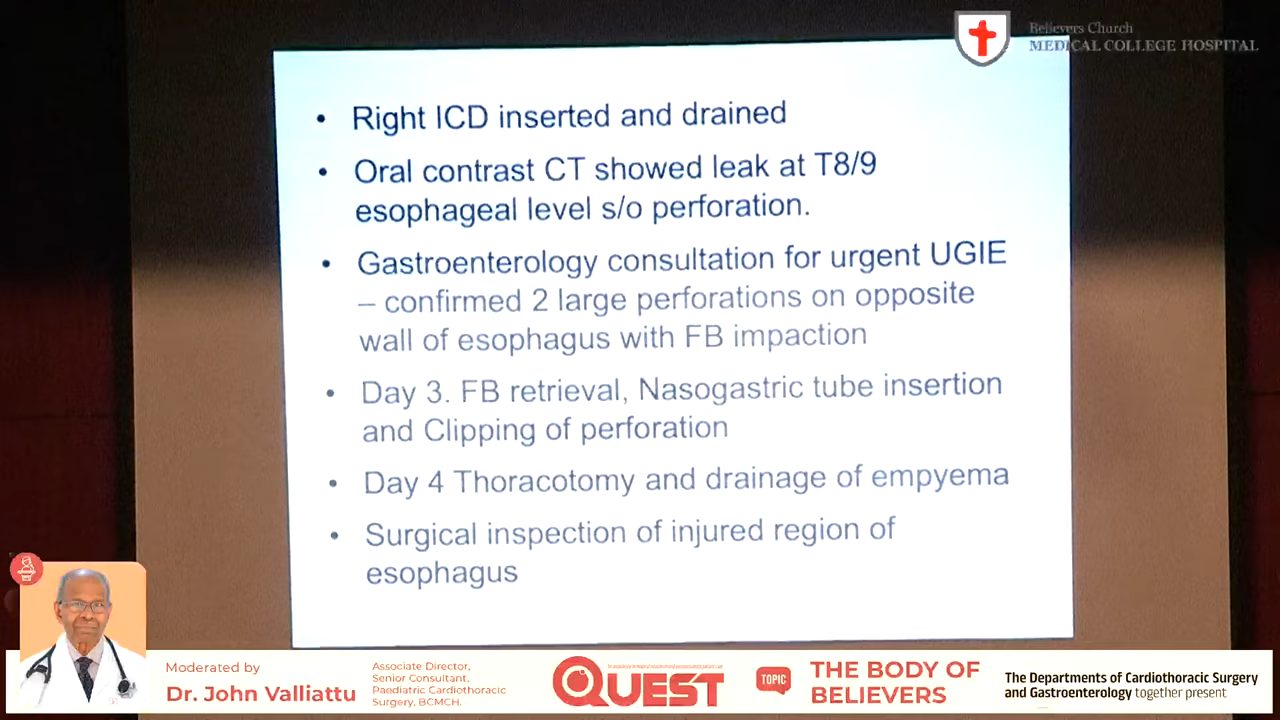 Believers Church
MEDICAL COLLEGE HOSPITAL
• Right ICD inserted and drained
• Oral contrast CT showed leak at T8/9
esophageal level s/o perforation.
• Gastroenterology consultation for urgent UGIE
– confirmed 2 large perforations on opposite
wall of esophagus with FB impaction
• Day 3. FB retrieval, Nasogastric tube insertion
and Clipping of perforation
• Day 4 Thoracotomy and drainage of empyema
• Surgical inspection of injured region of
esophagus
Moderated by
Dr. John Valliattu
Associate Director,
Senior Consultant,
Paediatric Cardiothoracic
Surgery, BCMCH.
QUEST
TOPIC
THE BODY OF
BELIEVERS
The Departments of Cardiothoracic Surgery
and Gastroenterology together present